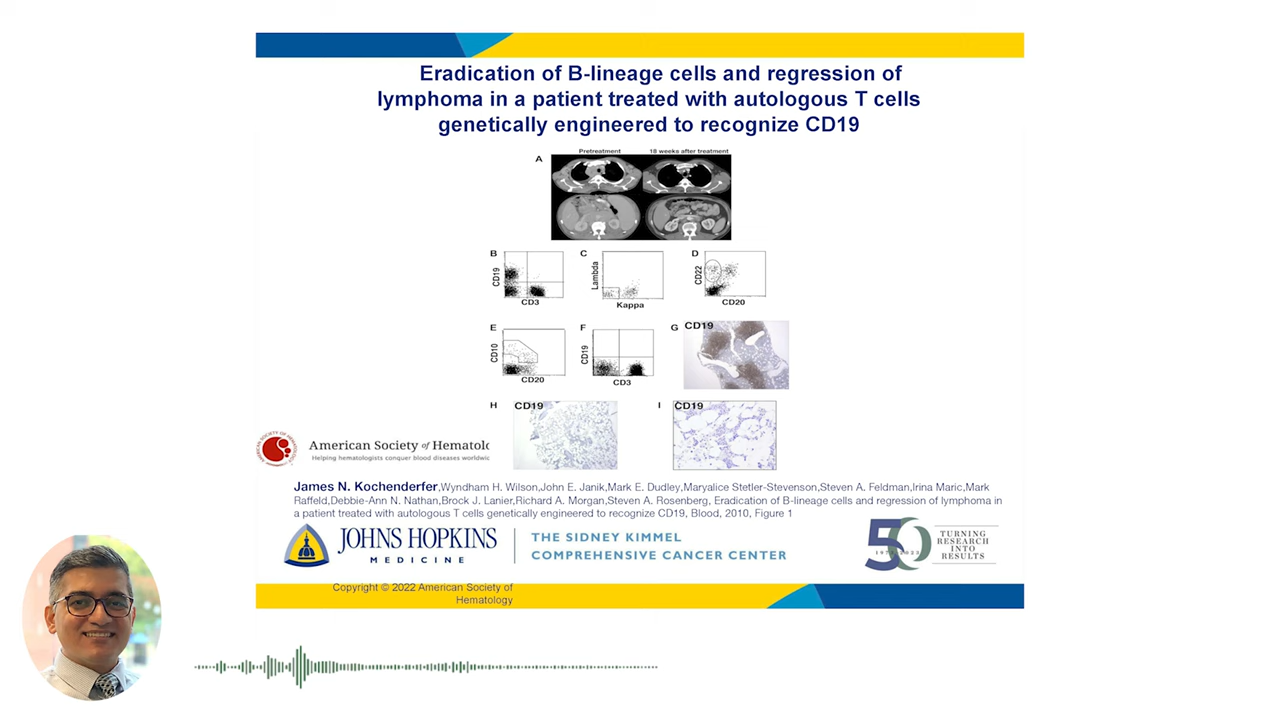 Eradication of B-lineage cells and regression of
lymphoma in a patient treated with autologous T cells
genetically engineered to recognize CD19
Pretreatment
18 weeks after treatment
A
B
CD19
CD3
C
Lambda
Kappa
D
CD22
CD20
E
CD10
CD20
F
CD19
CD3
G
CD19
H
CD19
I
CD19
American Society of Hematolo
Helping hematologists conquer blood diseases worldwic
James N. Kochenderfer,Wyndham H. Wilson,John E. Janik,Mark E. Dudley,Maryalice Stetler-Stevenson,Steven A. Feldman,Irina Maric,Mark
Raffeld,Debbie-Ann N. Nathan,Brock J. Lanier,Richard A. Morgan,Steven A. Rosenberg, Eradication of B-lineage cells and regression of lymphoma in
a patient treated with autologous T cells genetically engineered to recognize CD19, Blood, 2010, Figure 1
JOHNS HOPKINS
MEDICINE
THE SIDNEY KIMMEL
COMPREHENSIVE CANCER CENTER
50
TURNING
RESEARCH
INTO
RESULTS
Copyright © 2022 American Society of
Hematology